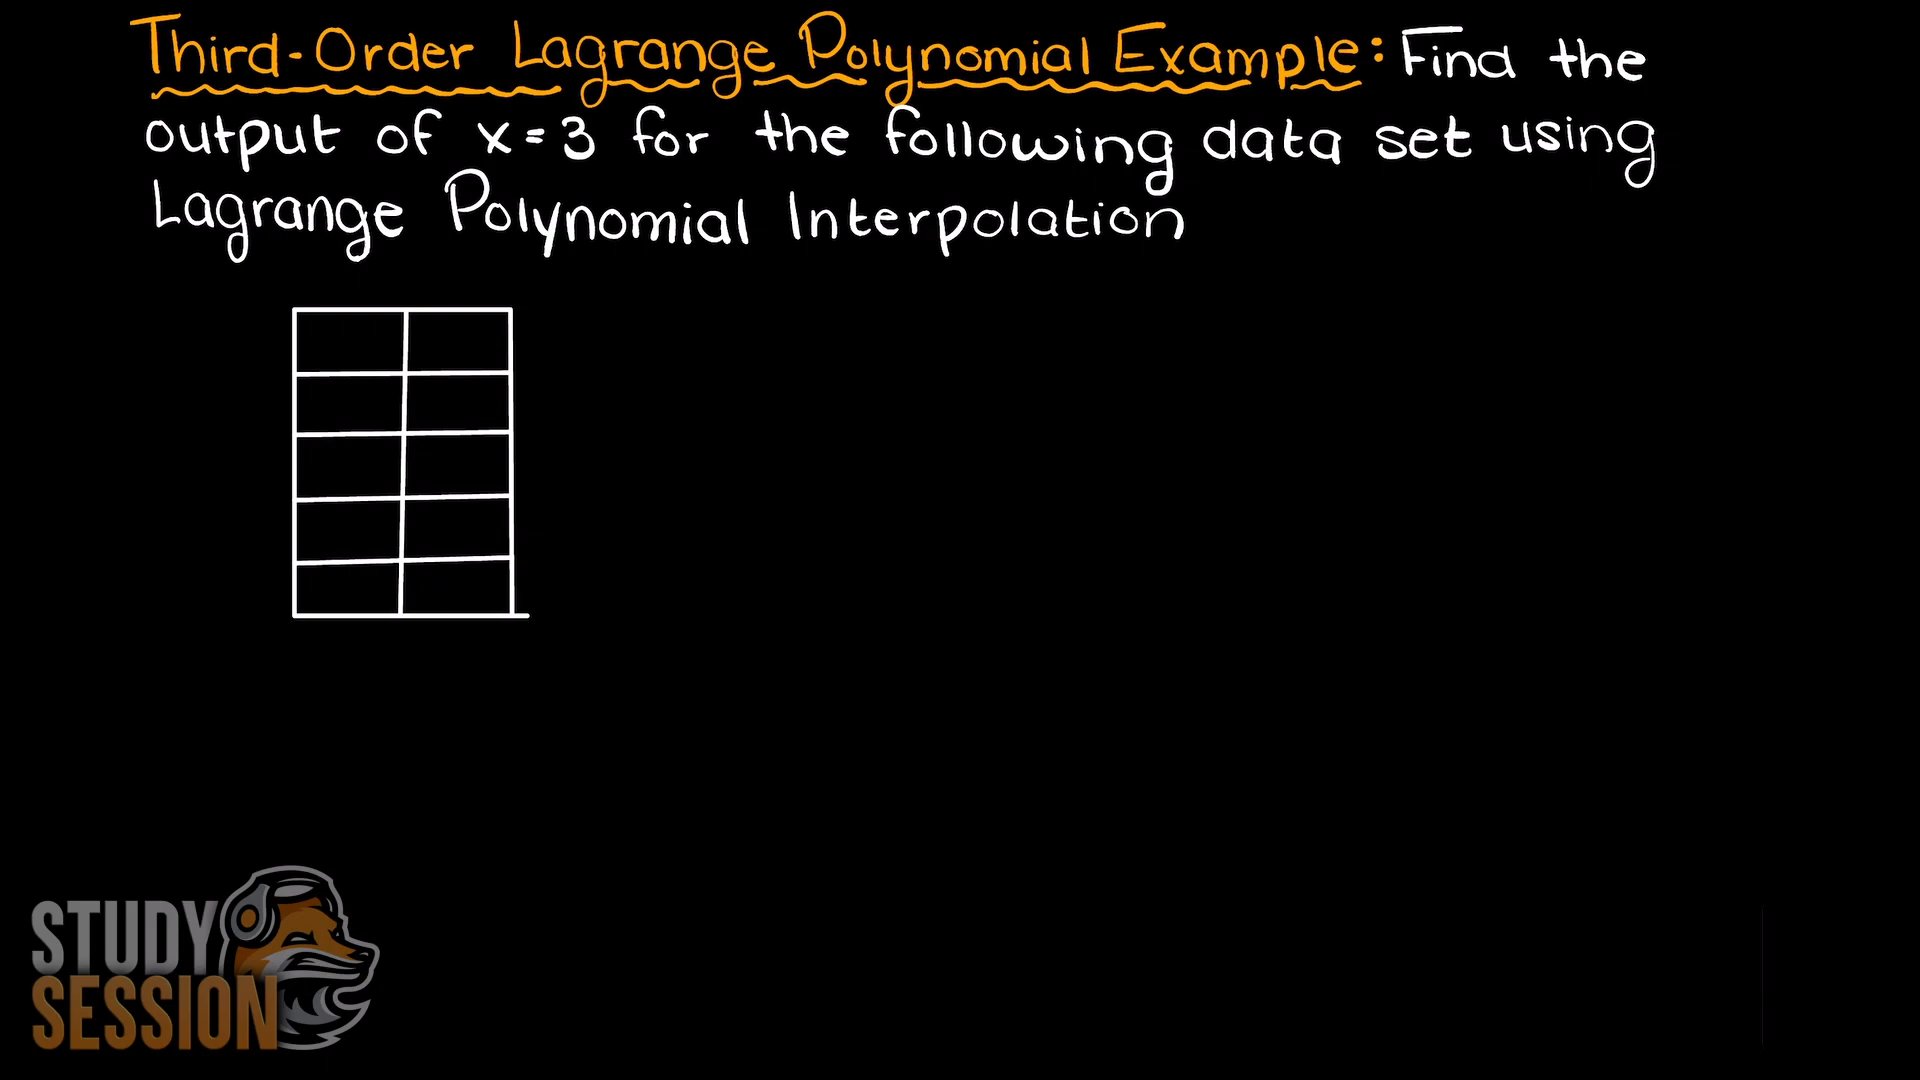 Third-Order Lagrange Polynomial Example: Find the
output of x=3 for the following data set using
Lagrange Polynomial Interpolation
STUDY
SESSION